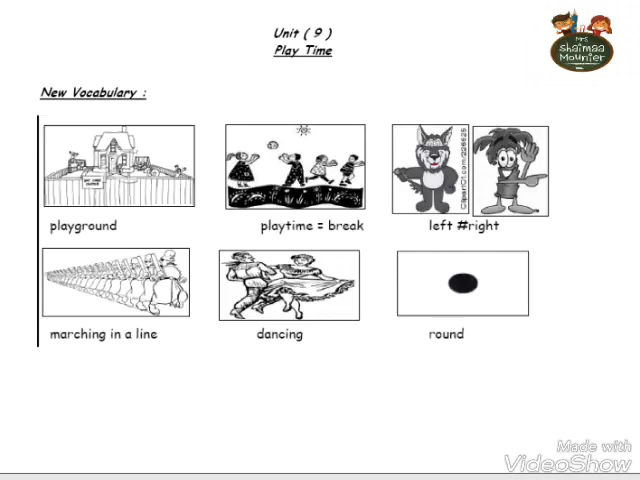 Unit ( 9 )
Play Time
Mrs
Shaimaa
Mounier
New Vocabulary :
playground
playtime = break
left #right
marching in a line
dancing
round
Made with
VideoShow